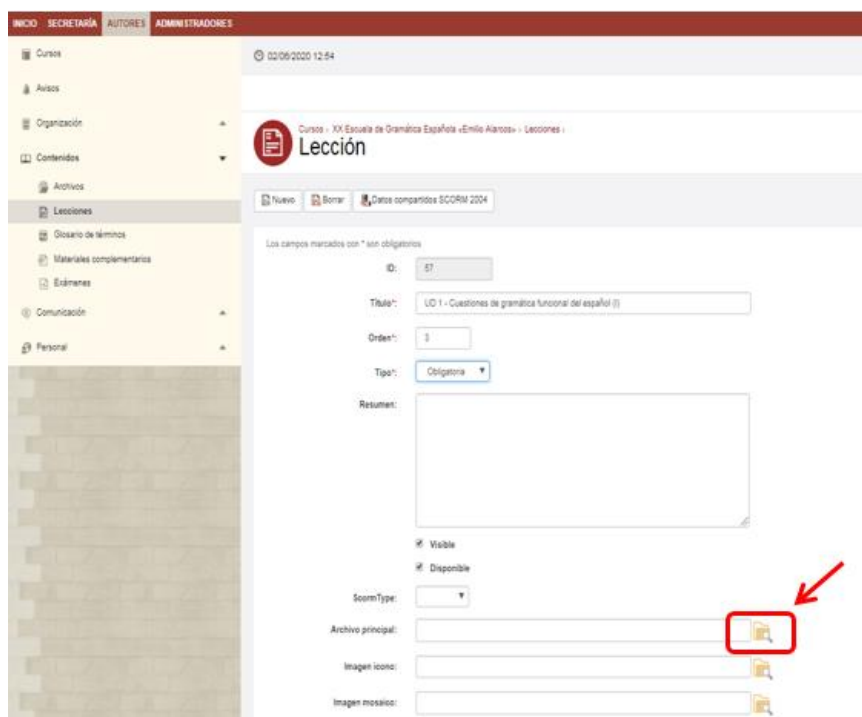 INICIO SECRETARÍA AUTORES ADMINISTRADORES
Cursos
02/06/2020 12:54
Avisos
Organización
Cursos › XX Escuela de Gramática Española «Emilio Alarcos» › Lecciones ›
Lección
Contenidos
Archivos
Nuevo Borrar Datos compartidos SCORM 2004
Lecciones
Glosario de términos
Los campos marcados con * son obligatorios
Materiales complementarios
ID: 57
Exámenes
Título*: UD 1 - Cuestiones de gramática funcional del español (I)
Comunicación
Orden*: 3
Personal
Tipo*: Obligatoria
Resumen:
Visible
Disponible
ScormType:
Archivo principal:
Imagen icono:
Imagen mosaico: